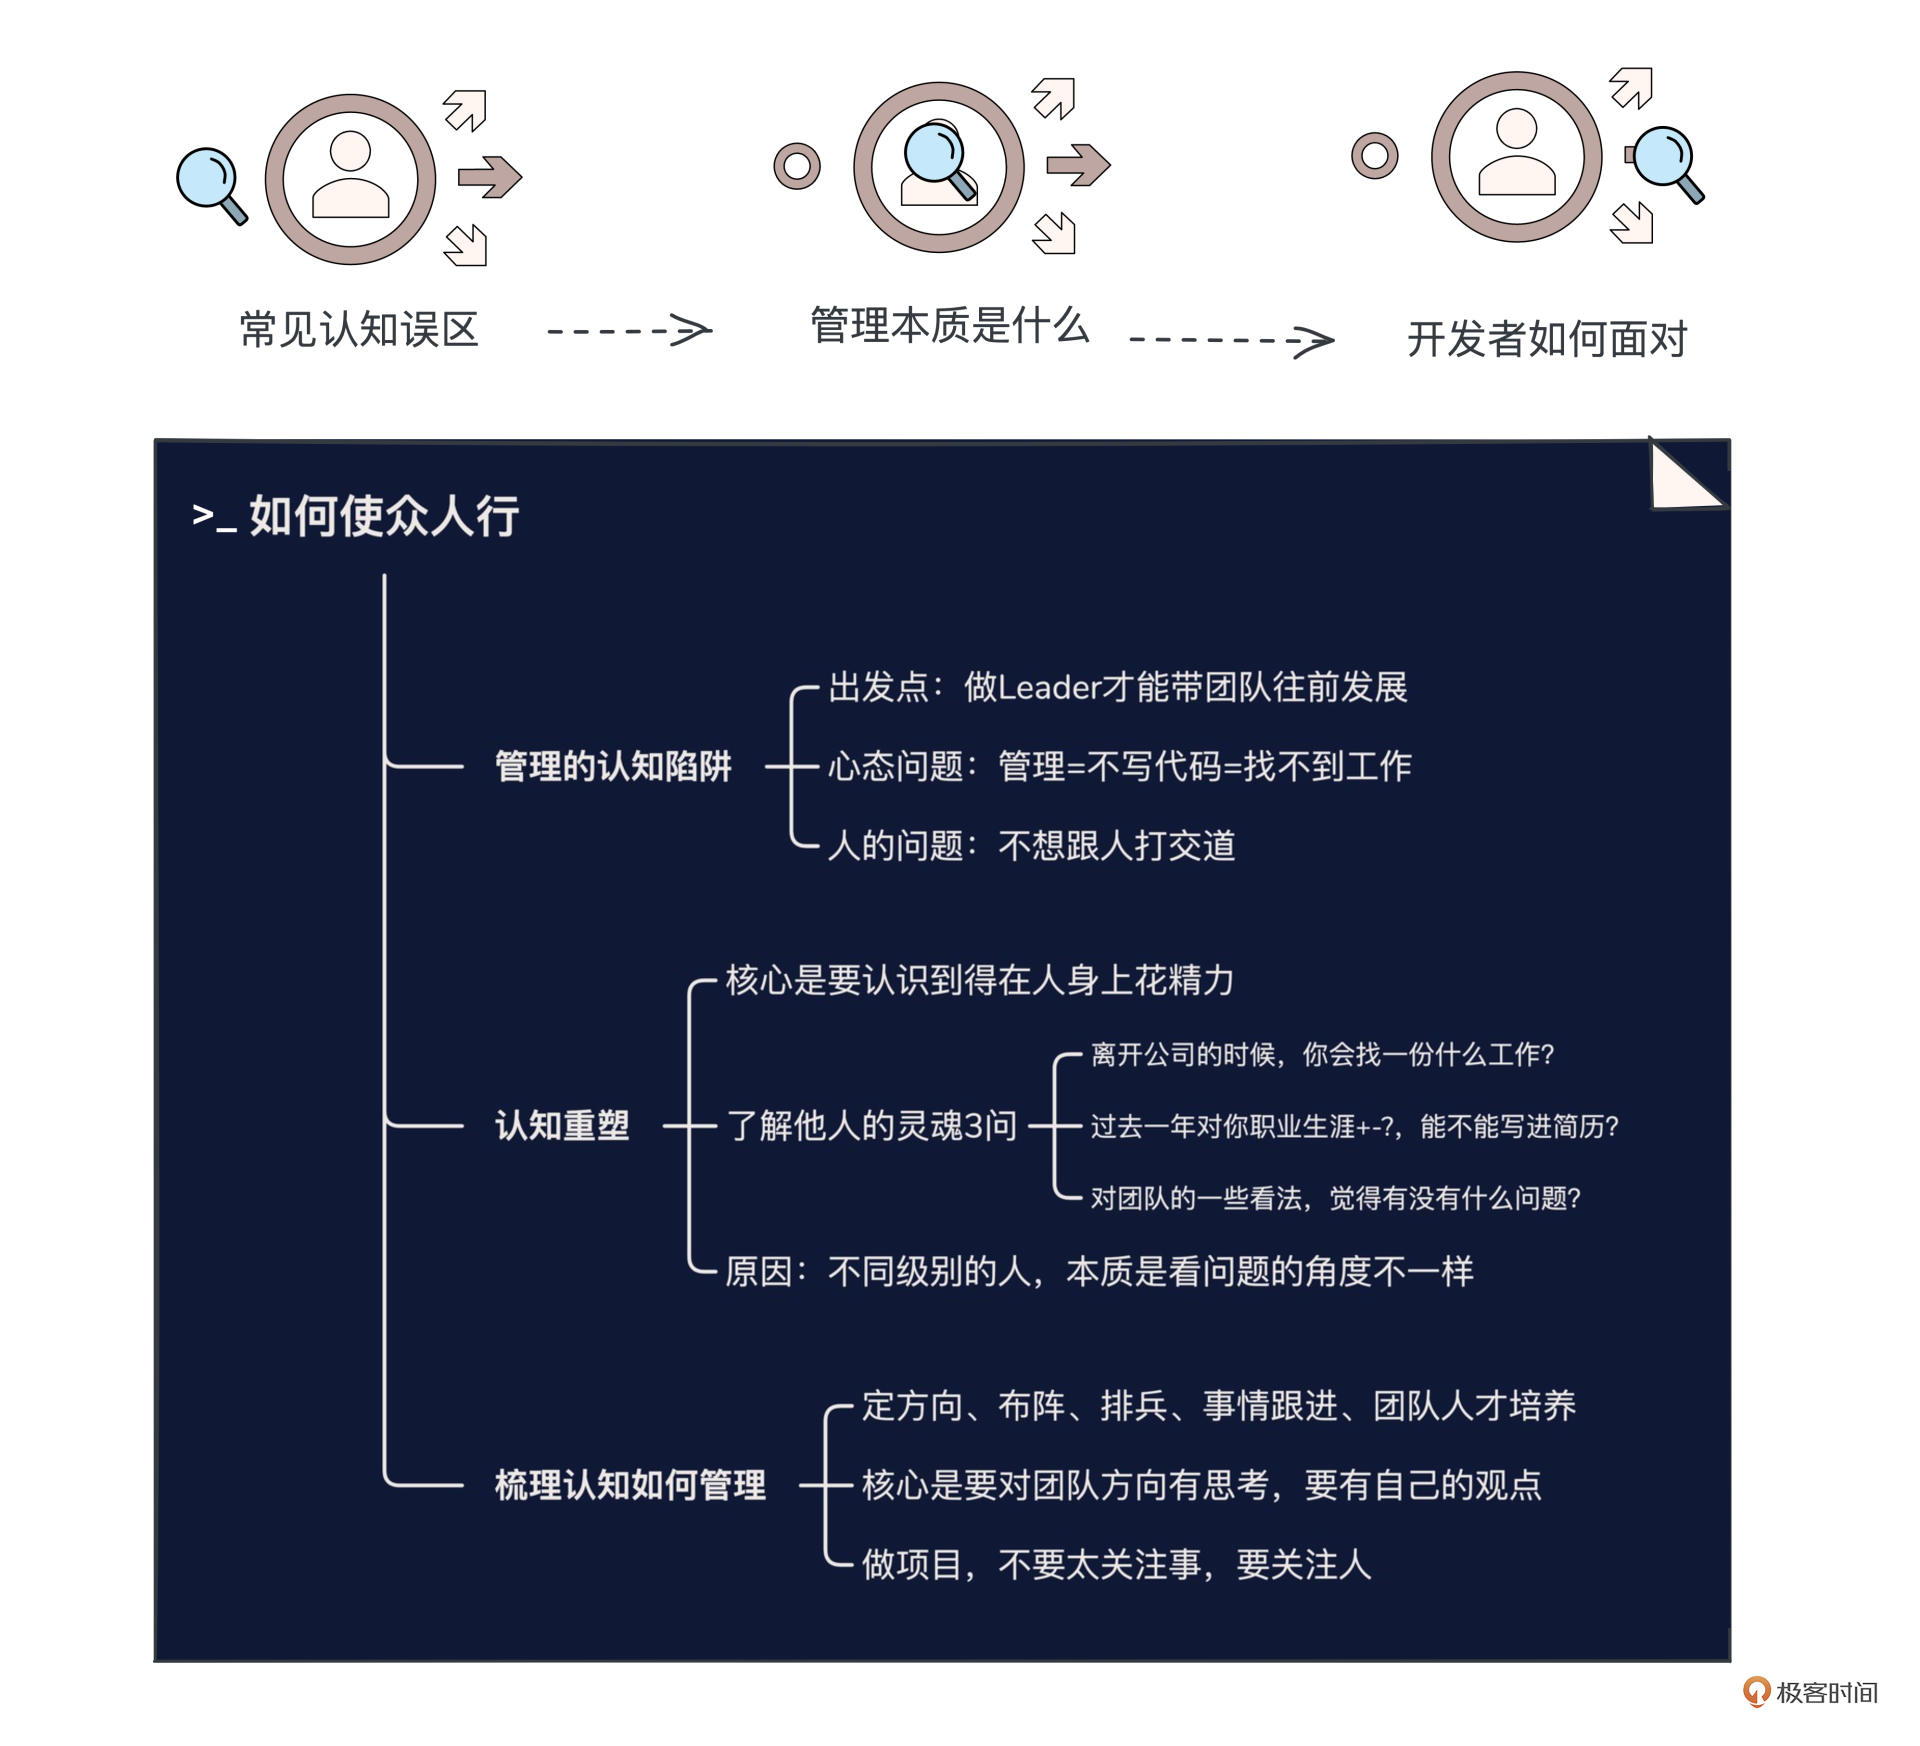 常见认知误区
管理本质是什么
开发者如何面对
>_ 如何使众人行
管理的认知陷阱
出发点：做Leader才能带团队往前发展
心态问题：管理=不写代码=找不到工作
人的问题：不想跟人打交道
认知重塑
核心是要认识到得在人身上花精力
了解他人的灵魂3问
离开公司的时候，你会找一份什么工作?
过去一年对你职业生涯+-?，能不能写进简历?
对团队的一些看法，觉得有没有什么问题?
原因：不同级别的人，本质是看问题的角度不一样
梳理认知如何管理
定方向、布阵、排兵、事情跟进、团队人才培养
核心是要对团队方向有思考，要有自己的观点
做项目，不要太关注事，要关注人
极客时间